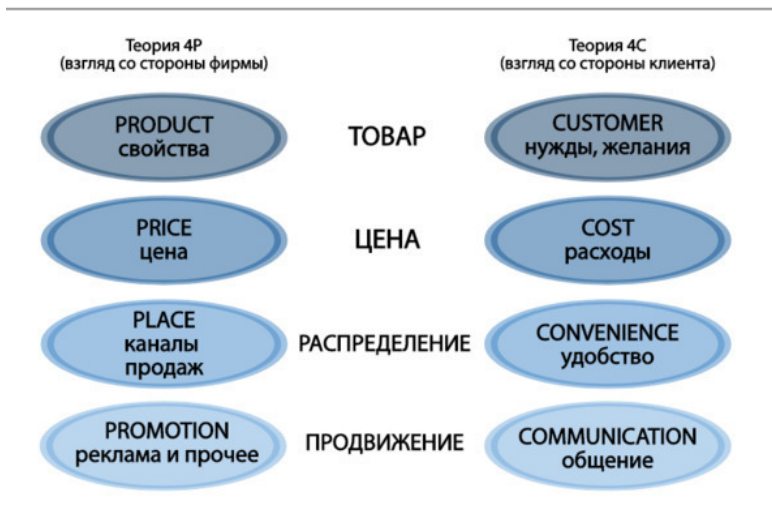 Теория 4P
(взгляд со стороны фирмы)
Теория 4C
(взгляд со стороны клиента)
PRODUCT
свойства
ТОВАР
CUSTOMER
нужды, желания
PRICE
цена
ЦЕНА
COST
расходы
PLACE
каналы
продаж
РАСПРЕДЕЛЕНИЕ
CONVENIENCE
удобство
PROMOTION
реклама и прочее
ПРОДВИЖЕНИЕ
COMMUNICATION
общение